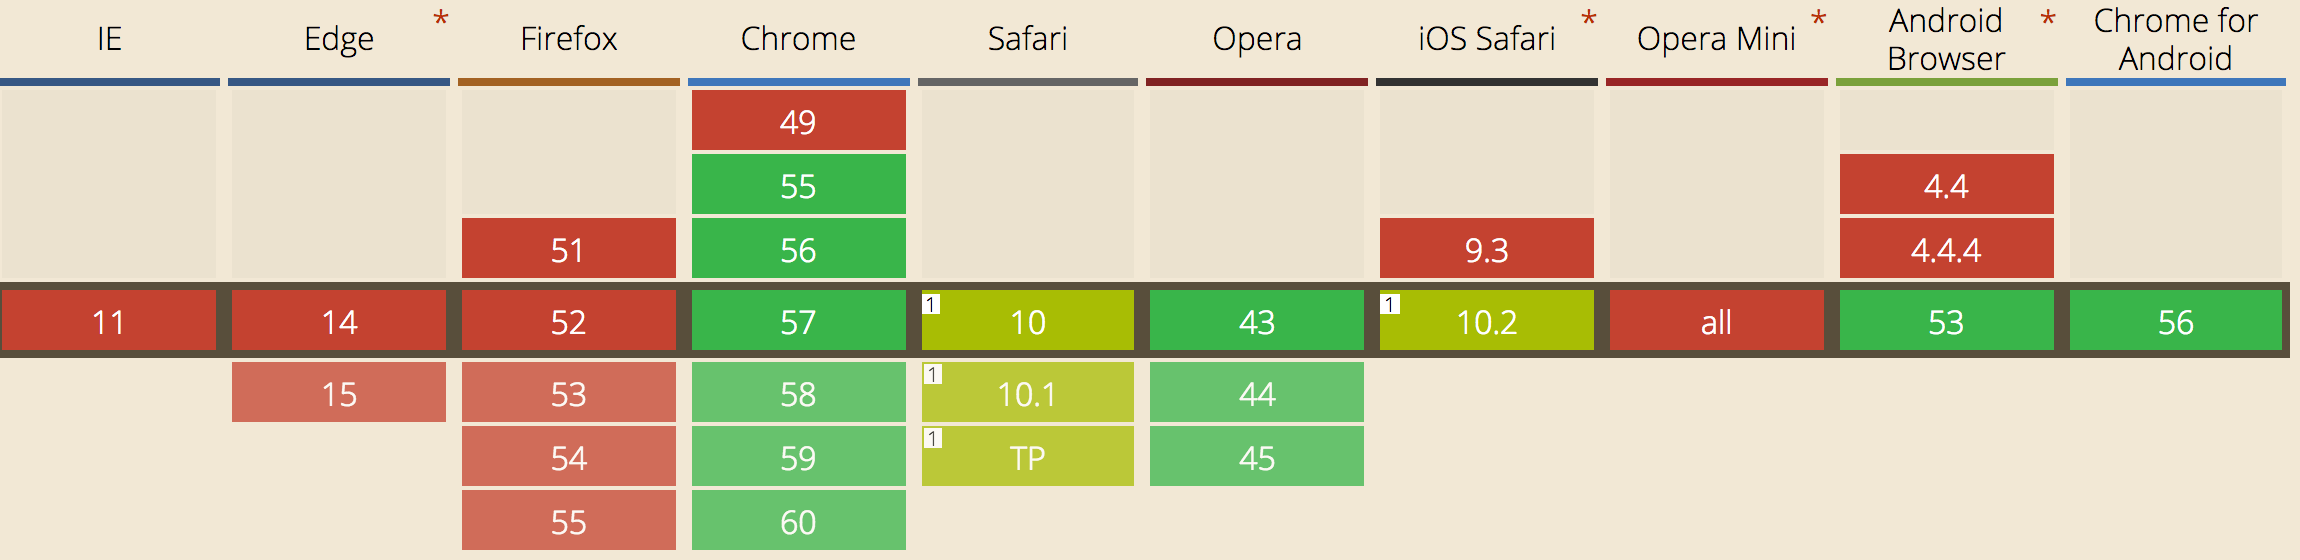 IE Edge * Firefox Chrome Safari Opera iOS Safari * Opera Mini * Android Browser * Chrome for Android
49
55 4.4
51 56 9.3 4.4.4
11 14 52 57 1 10 43 1 10.2 all 53 56
15 53 58 1 10.1 44
54 59 1 TP 45
55 60